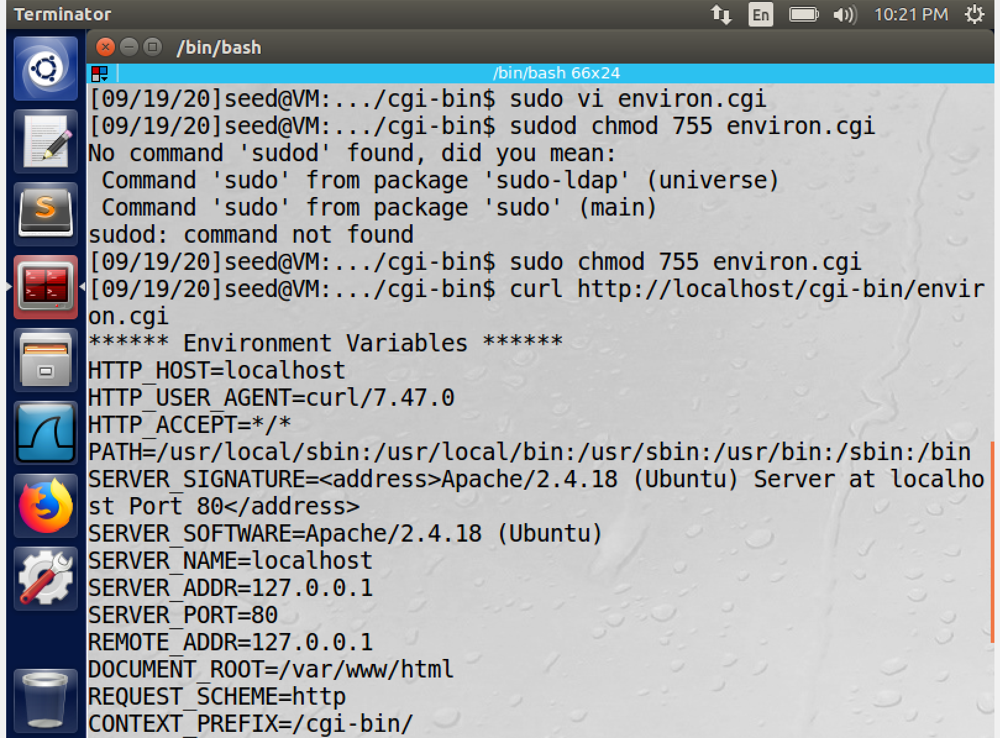 Terminator
En
10:21 PM
/bin/bash
/bin/bash 66x24
[09/19/20]seed@VM:.../cgi-bin$ sudo vi environ.cgi
[09/19/20]seed@VM:.../cgi-bin$ sudod chmod 755 environ.cgi
No command 'sudod' found, did you mean:
 Command 'sudo' from package 'sudo-ldap' (universe)
 Command 'sudo' from package 'sudo' (main)
sudod: command not found
[09/19/20]seed@VM:.../cgi-bin$ sudo chmod 755 environ.cgi
[09/19/20]seed@VM:.../cgi-bin$ curl http://localhost/cgi-bin/envir
on.cgi
****** Environment Variables ******
HTTP_HOST=localhost
HTTP_USER_AGENT=curl/7.47.0
HTTP_ACCEPT=*/*
PATH=/usr/local/sbin:/usr/local/bin:/usr/sbin:/usr/bin:/sbin:/bin
SERVER_SIGNATURE=<address>Apache/2.4.18 (Ubuntu) Server at localho
st Port 80</address>
SERVER_SOFTWARE=Apache/2.4.18 (Ubuntu)
SERVER_NAME=localhost
SERVER_ADDR=127.0.0.1
SERVER_PORT=80
REMOTE_ADDR=127.0.0.1
DOCUMENT_ROOT=/var/www/html
REQUEST_SCHEME=http
CONTEXT_PREFIX=/cgi-bin/